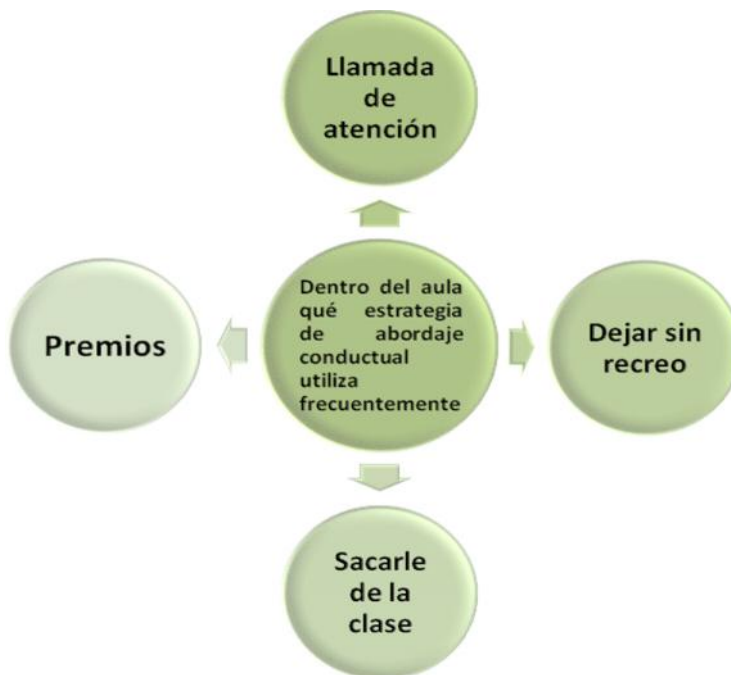 Llamada
de
atención
Premios
Dentro del aula
qué estrategia
de abordaje
conductual
utiliza
frecuentemente
Dejar sin
recreo
Sacarle
de la
clase